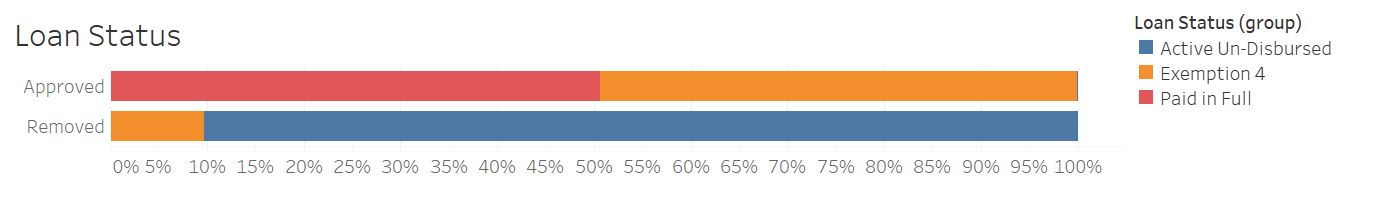 Loan Status
Approved
Removed
0% 5% 10% 15% 20% 25% 30% 35% 40% 45% 50% 55% 60% 65% 70% 75% 80% 85% 90% 95% 100%
Loan Status (group)
Active Un-Disbursed
Exemption 4
Paid in Full